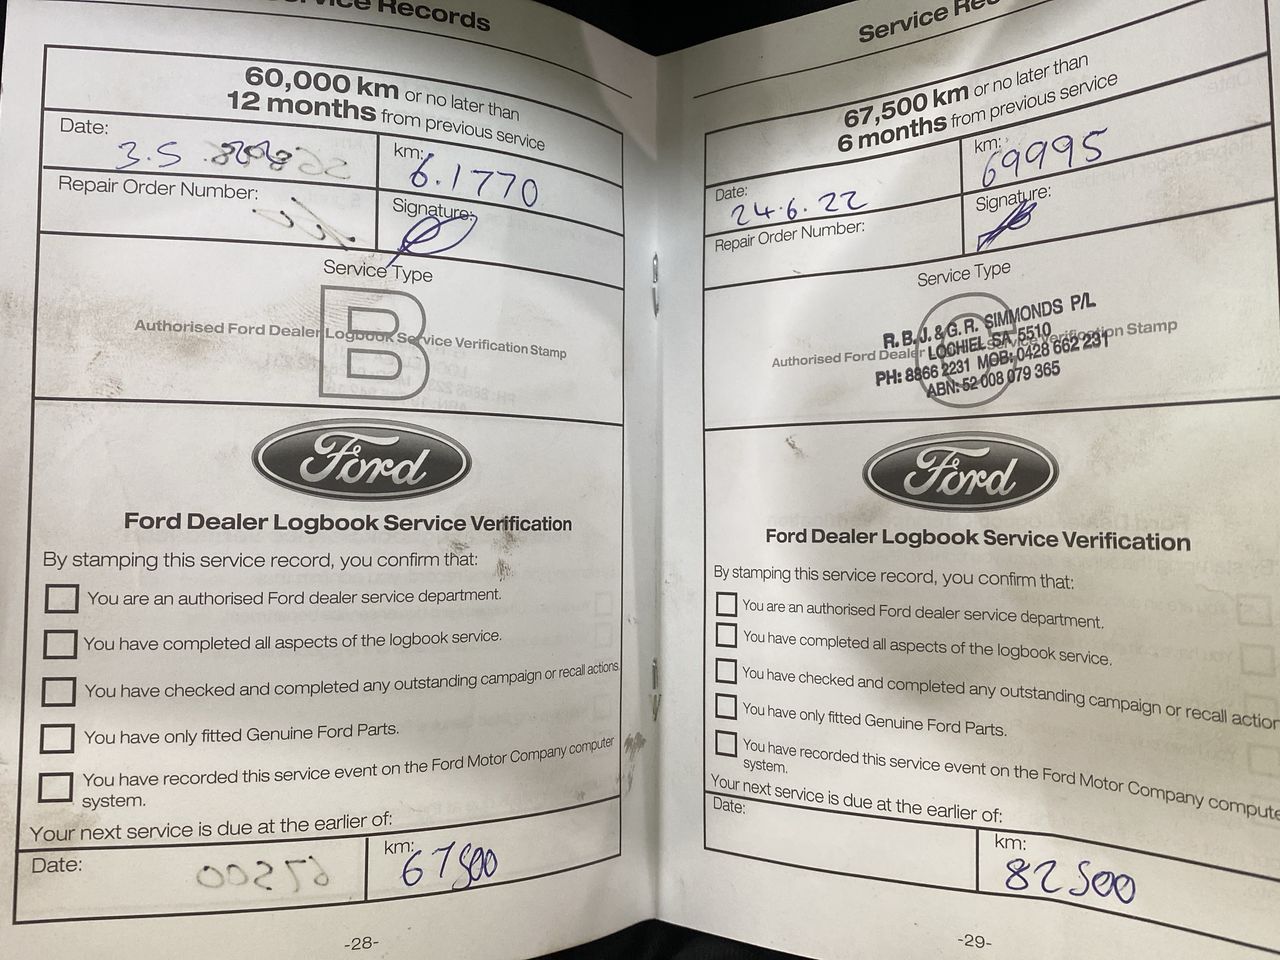 Service Records
60,000 km or no later than
12 months from previous service
Date:
3.5.
km:
6.1770
Repair Order Number:
Signature:
Service Type
B
Authorised Ford Dealer Logbook Service Verification Stamp
Ford
Ford Dealer Logbook Service Verification
By stamping this service record, you confirm that:
You are an authorised Ford dealer service department.
You have completed all aspects of the logbook service.
You have checked and completed any outstanding campaign or recall actions
You have only fitted Genuine Ford Parts.
You have recorded this service event on the Ford Motor Company computer
system.
Your next service is due at the earlier of:
Date:
km:
67500
-28-
Service
67,500 km or no later than
6 months from previous service
Date:
24.6.22
km:
69995
Repair Order Number:
Signature:
Service Type
C
Authorised Ford Dealer Service Verification Stamp
R.B.J. & G.R. SIMMONDS P/L
LOCHIEL SA 5510
PH: 8866 2231 MOB: 0428 662 231
ABN: 52 008 079 365
Ford
Ford Dealer Logbook Service Verification
By stamping this service record, you confirm that:
You are an authorised Ford dealer service department.
You have completed all aspects of the logbook service.
You have checked and completed any outstanding campaign or recall action
You have only fitted Genuine Ford Parts.
You have recorded this service event on the Ford Motor Company compute
system.
Your next service is due at the earlier of:
Date:
km:
82500
-29-